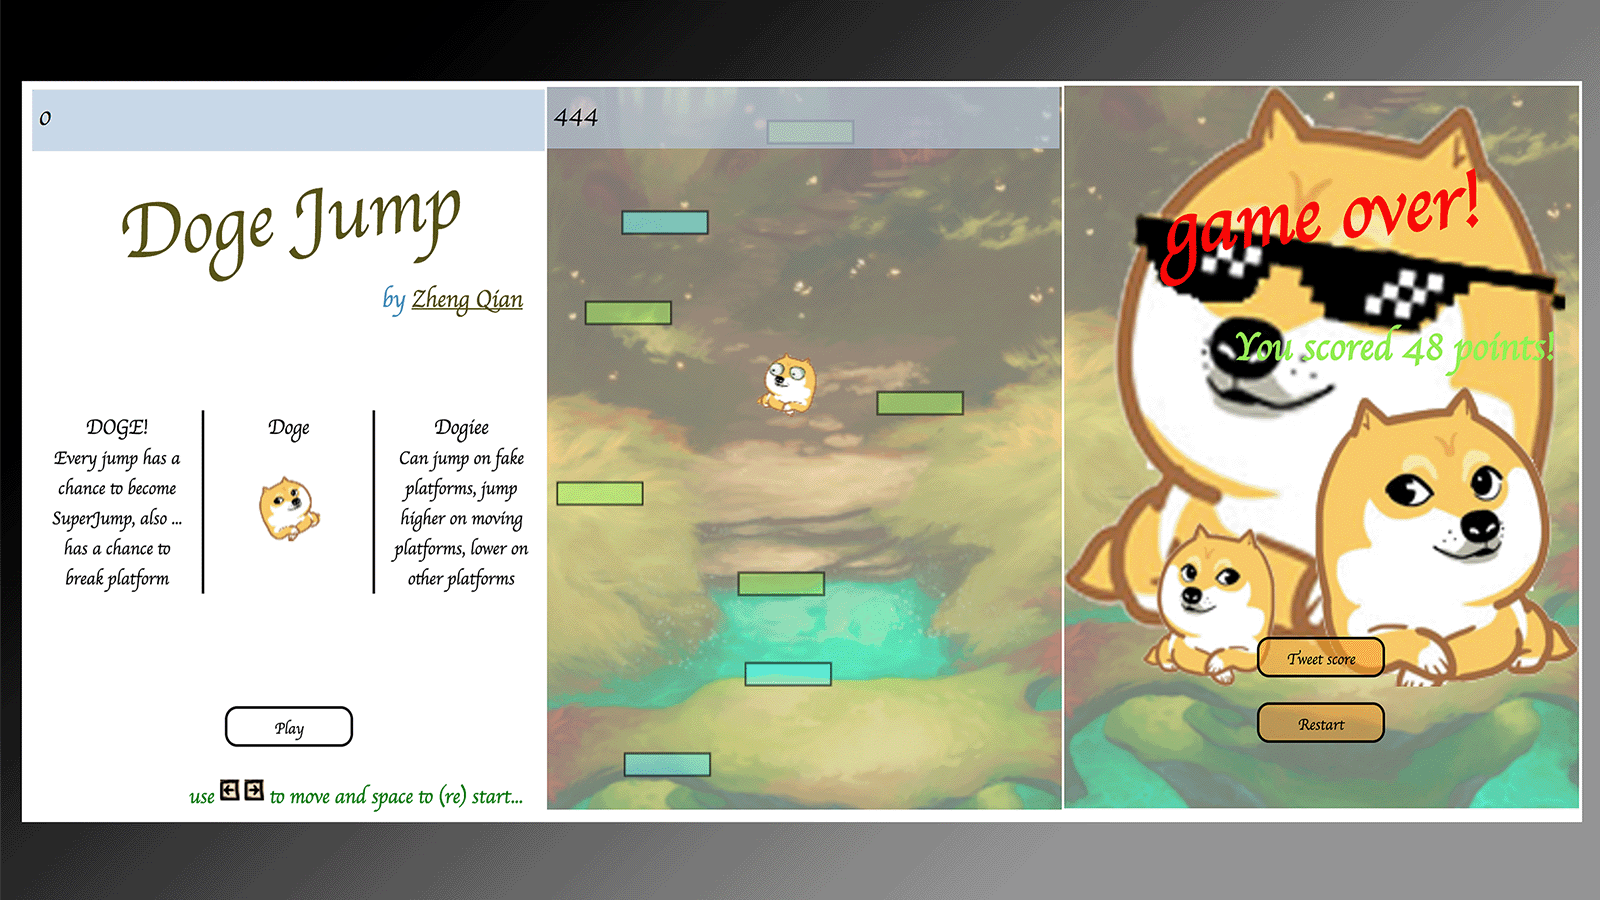 0
Doge Jump
by Zheng Qian
DOGE!
Every jump has a
chance to become
SuperJump, also ...
has a chance to
break platform
Doge
Dogiee
Can jump on fake
platforms, jump
higher on moving
platforms, lower on
other platforms
Play
use ← → to move and space to (re) start...
444
game over!
You scored 48 points!
Tweet score
Restart